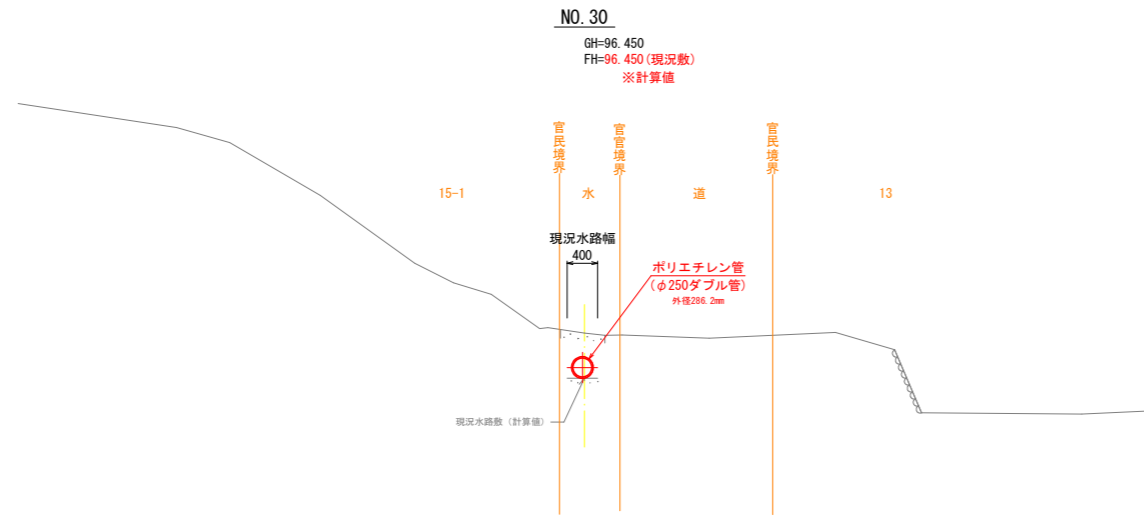 NO.30
GH=96.450
FH=96.450(現況敷)
※計算値
官民境界
官官境界
官民境界
15-1
水
道
13
現況水路幅
400
ポリエチレン管
(φ250ダブル管)
外径286.2mm
現況水路敷(計算値)